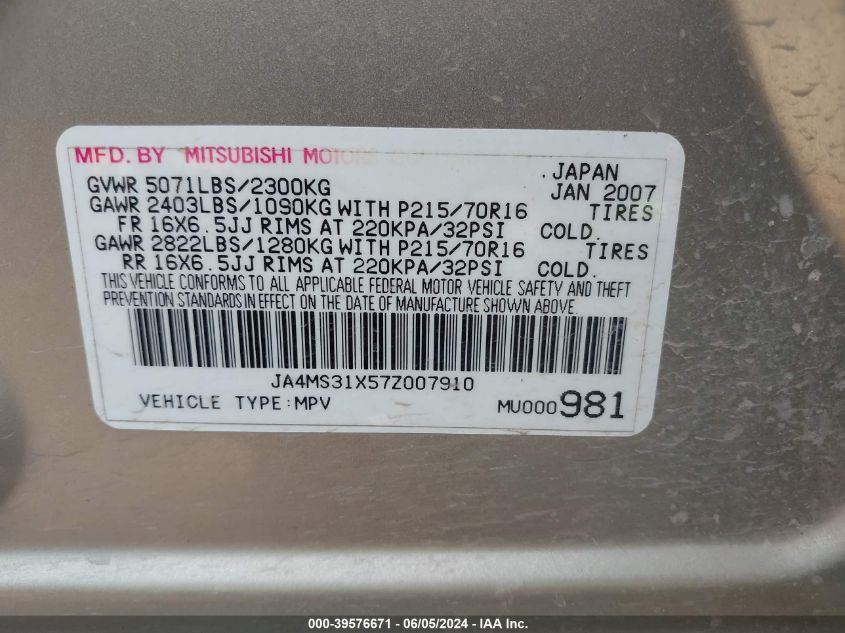 MFD. BY MITSUBISHI MOTORS CORPORATION
. JAPAN
GVWR 5071LBS/2300KG JAN 2007
GAWR 2403LBS/1090KG WITH P215/70R16 TIRES
FR 16X6.5JJ RIMS AT 220KPA/32PSI COLD.
GAWR 2822LBS/1280KG WITH P215/70R16 TIRES
RR 16X6.5JJ RIMS AT 220KPA/32PSI COLD.
THIS VEHICLE CONFORMS TO ALL APPLICABLE FEDERAL MOTOR VEHICLE SAFETY AND THEFT
PREVENTION STANDARDS IN EFFECT ON THE DATE OF MANUFACTURE SHOWN ABOVE.
JA4MS31X57Z007910
VEHICLE TYPE:MPV MU000981
000-39576671 - 06/05/2024 - IAA Inc.